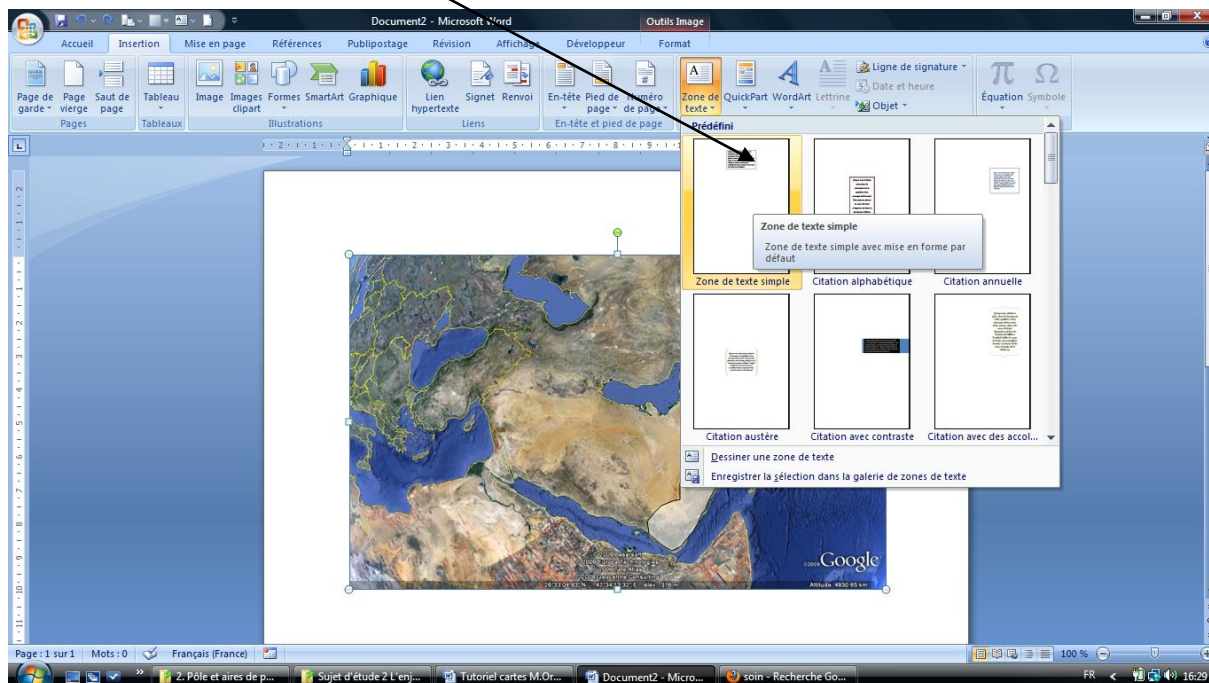 Document2 - Microsoft Word
Outils Image
Accueil Insertion Mise en page Références Publipostage Révision Affichage Développeur Format
Page de garde
Page vierge
Saut de page
Tableau
Image
Images clipart
Formes
SmartArt
Graphique
Lien hypertexte
Signet
Renvoi
En-tête
Pied de page
Numéro de page
Zone de texte
QuickPart
WordArt
Lettrine
Ligne de signature
Date et heure
Objet
Équation
Symbole
Pages
Tableaux
Illustrations
Liens
En-tête et pied de page
Prédéfini
Zone de texte simple
Zone de texte simple avec mise en forme par
défaut
Zone de texte simple
Citation alphabétique
Citation annuelle
Citation austère
Citation avec contraste
Citation avec des accol...
Dessiner une zone de texte
Enregistrer la sélection dans la galerie de zones de texte
Google
Altitude 4930.65 km
Page : 1 sur 1 Mots : 0 Français (France) 100 %
2. Pôle et aires de p... Sujet d'étude 2 L'enj... Tutoriel cartes M.Or... Document2 - Micro... soin - Recherche Go... FR 16:29